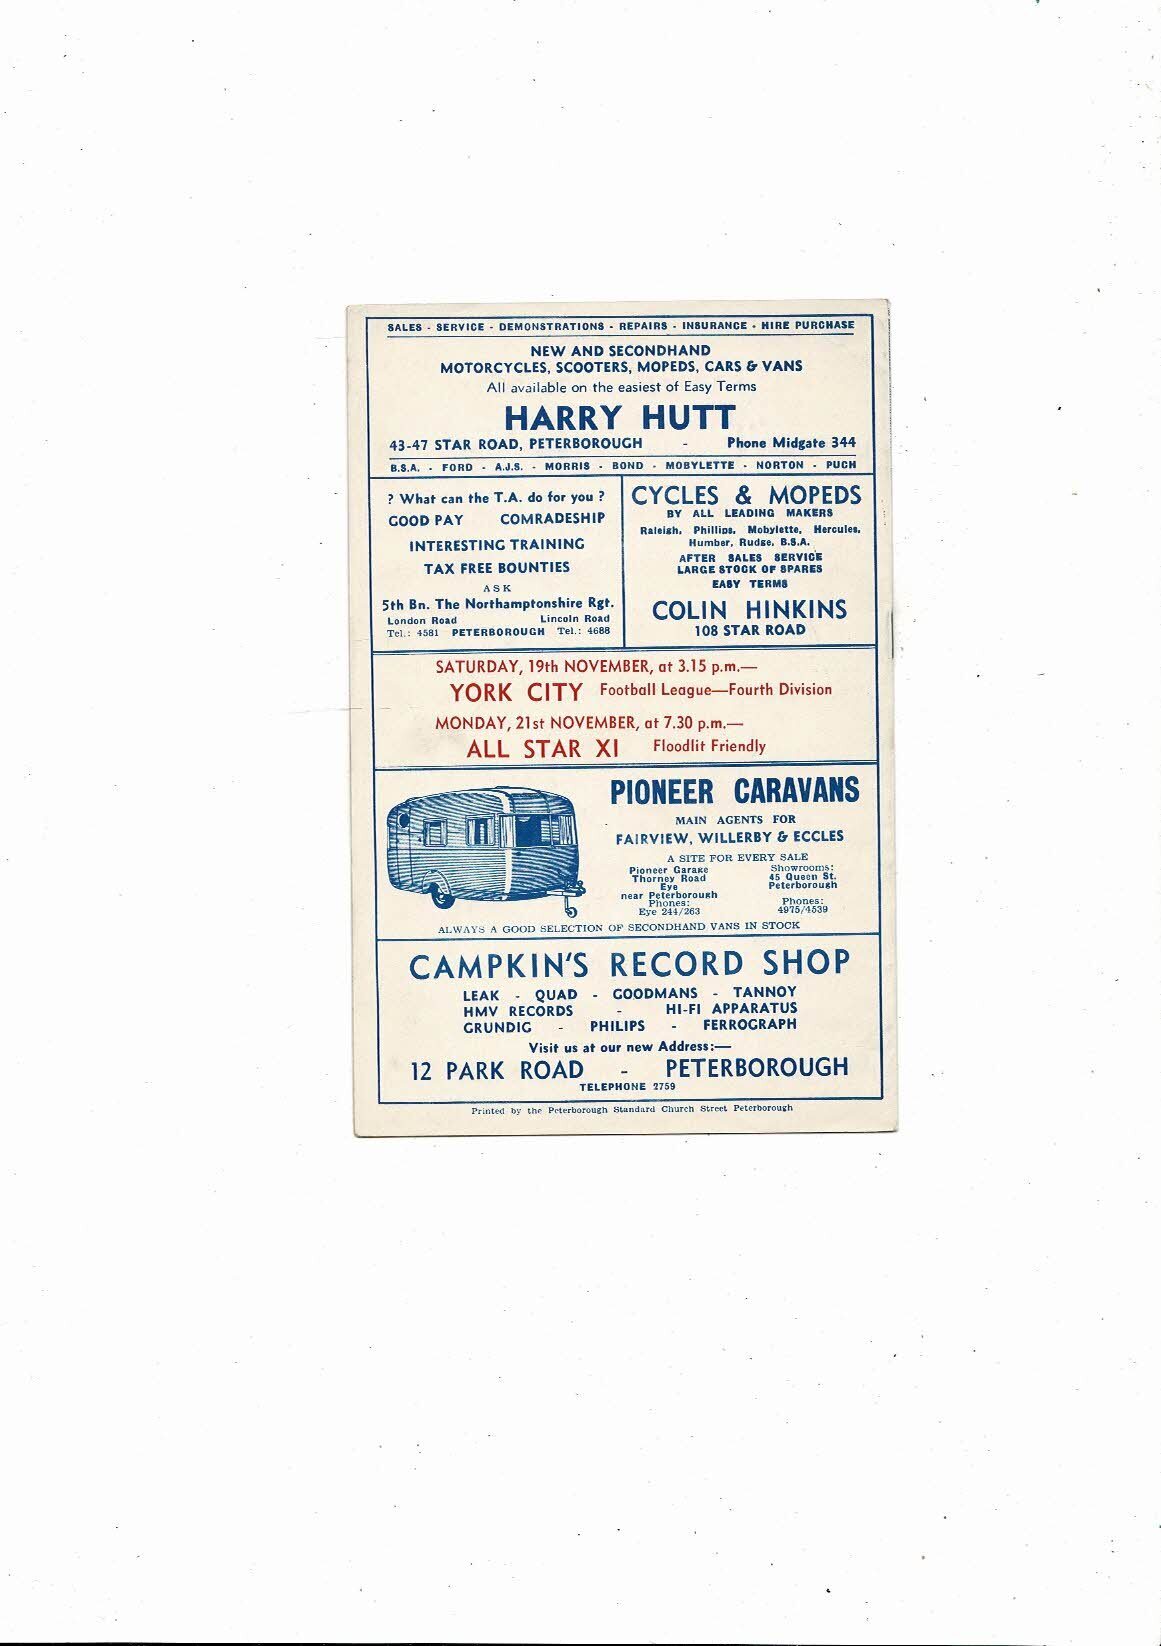 SALES - SERVICE - DEMONSTRATIONS - REPAIRS - INSURANCE - HIRE PURCHASE
NEW AND SECONDHAND
MOTORCYCLES, SCOOTERS, MOPEDS, CARS & VANS
All available on the easiest of Easy Terms
HARRY HUTT
43-47 STAR ROAD, PETERBOROUGH - Phone Midgate 344
B.S.A. - FORD - A.J.S. - MORRIS - BOND - MOBYLETTE - NORTON - PUCH
? What can the T.A. do for you ?
GOOD PAY COMRADESHIP
INTERESTING TRAINING
TAX FREE BOUNTIES
ASK
5th Bn. The Northamptonshire Rgt.
London Road Lincoln Road
Tel.: 4581 PETERBOROUGH Tel.: 4688
CYCLES & MOPEDS
BY ALL LEADING MAKERS
Raleigh, Phillips, Mobylette, Hercules,
Humber, Rudge, B.S.A.
AFTER SALES SERVICE
LARGE STOCK OF SPARES
EASY TERMS
COLIN HINKINS
108 STAR ROAD
SATURDAY, 19th NOVEMBER, at 3.15 p.m.—
YORK CITY Football League—Fourth Division
MONDAY, 21st NOVEMBER, at 7.30 p.m.—
ALL STAR XI Floodlit Friendly
PIONEER CARAVANS
MAIN AGENTS FOR
FAIRVIEW, WILLERBY & ECCLES
A SITE FOR EVERY SALE
Pioneer Garage
Thorney Road
Eye
near Peterborough
Phones:
Eye 244/263
Showrooms:
45 Queen St.
Peterborough
Phones:
4975/4539
ALWAYS A GOOD SELECTION OF SECONDHAND VANS IN STOCK
CAMPKIN'S RECORD SHOP
LEAK - QUAD - GOODMANS - TANNOY
HMV RECORDS - HI-FI APPARATUS
GRUNDIG - PHILIPS - FERROGRAPH
Visit us at our new Address:—
12 PARK ROAD - PETERBOROUGH
TELEPHONE 2759
Printed by the Peterborough Standard Church Street Peterborough